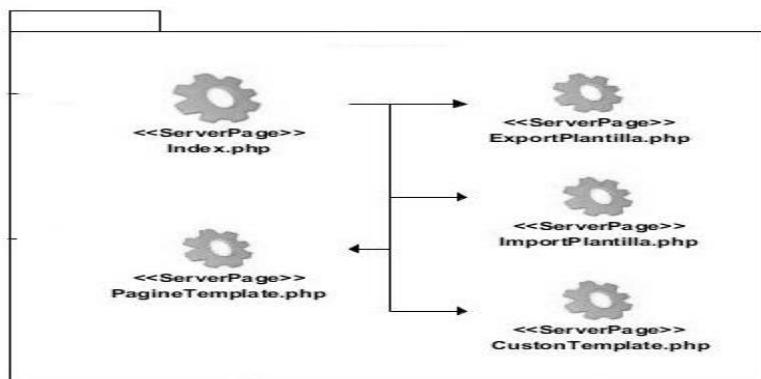 <<ServerPage>>
Index.php
<<ServerPage>>
ExportPlantilla.php
<<ServerPage>>
ImportPlantilla.php
<<ServerPage>>
PagineTemplate.php
<<ServerPage>>
CustonTemplate.php